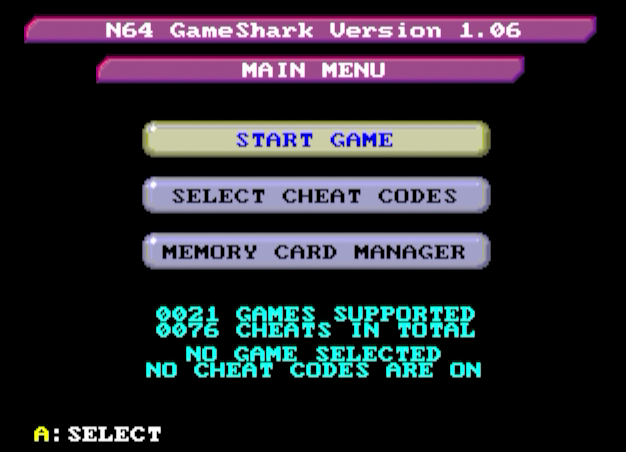 N64 GameShark Version 1.06
MAIN MENU
START GAME
SELECT CHEAT CODES
MEMORY CARD MANAGER
0021 GAMES SUPPORTED
0076 CHEATS IN TOTAL
NO GAME SELECTED
NO CHEAT CODES ARE ON
A: SELECT